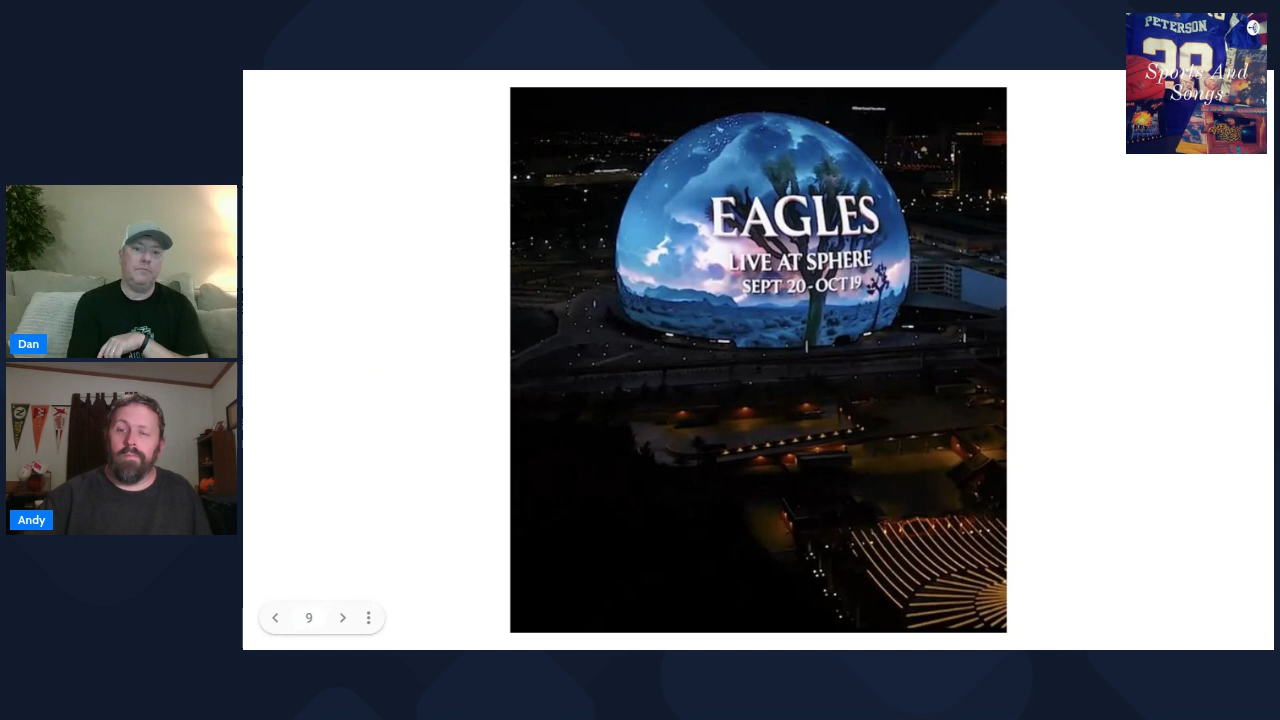 PETERSON
28
Sports And
Songs
EAGLES
LIVE AT SPHERE
SEPT 20 - OCT 19
Dan
Andy
9